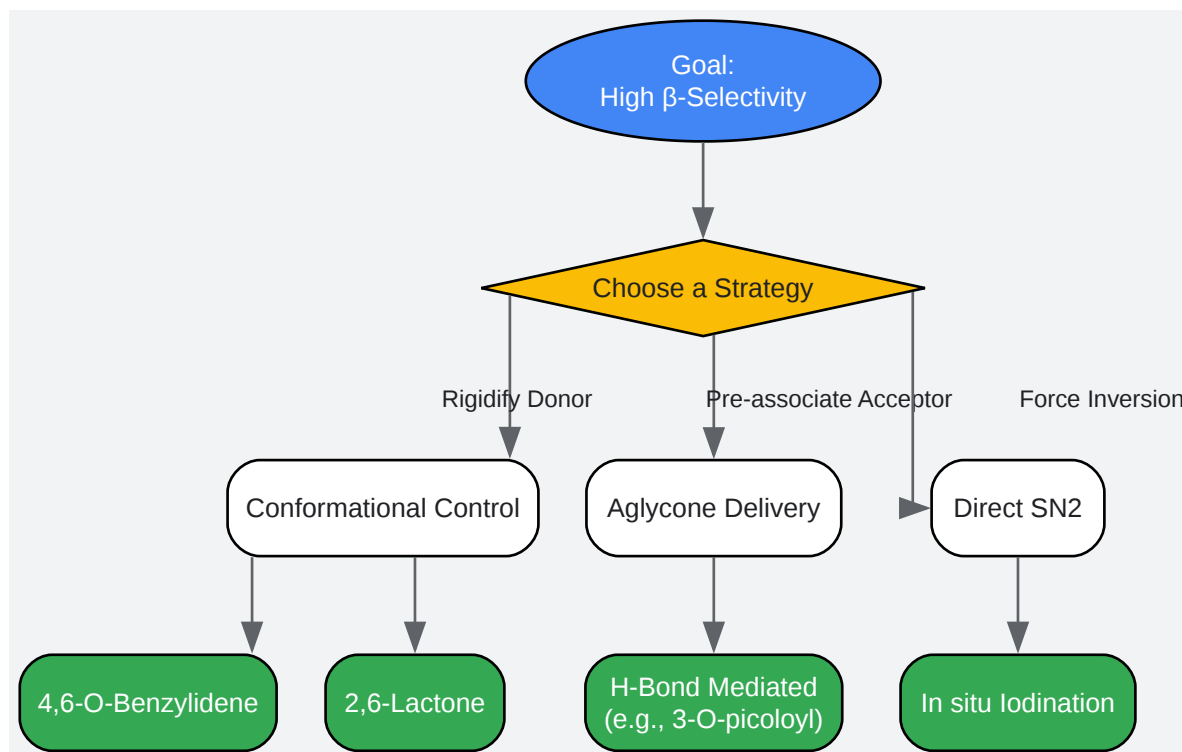 Goal:
High β-Selectivity
Choose a Strategy
Rigidify Donor
Pre-associate Acceptor
Force Inversion
Conformational Control
Aglycone Delivery
Direct SN2
4,6-O-Benzylidene
2,6-Lactone
H-Bond Mediated
(e.g., 3-O-picoloyl)
In situ Iodination